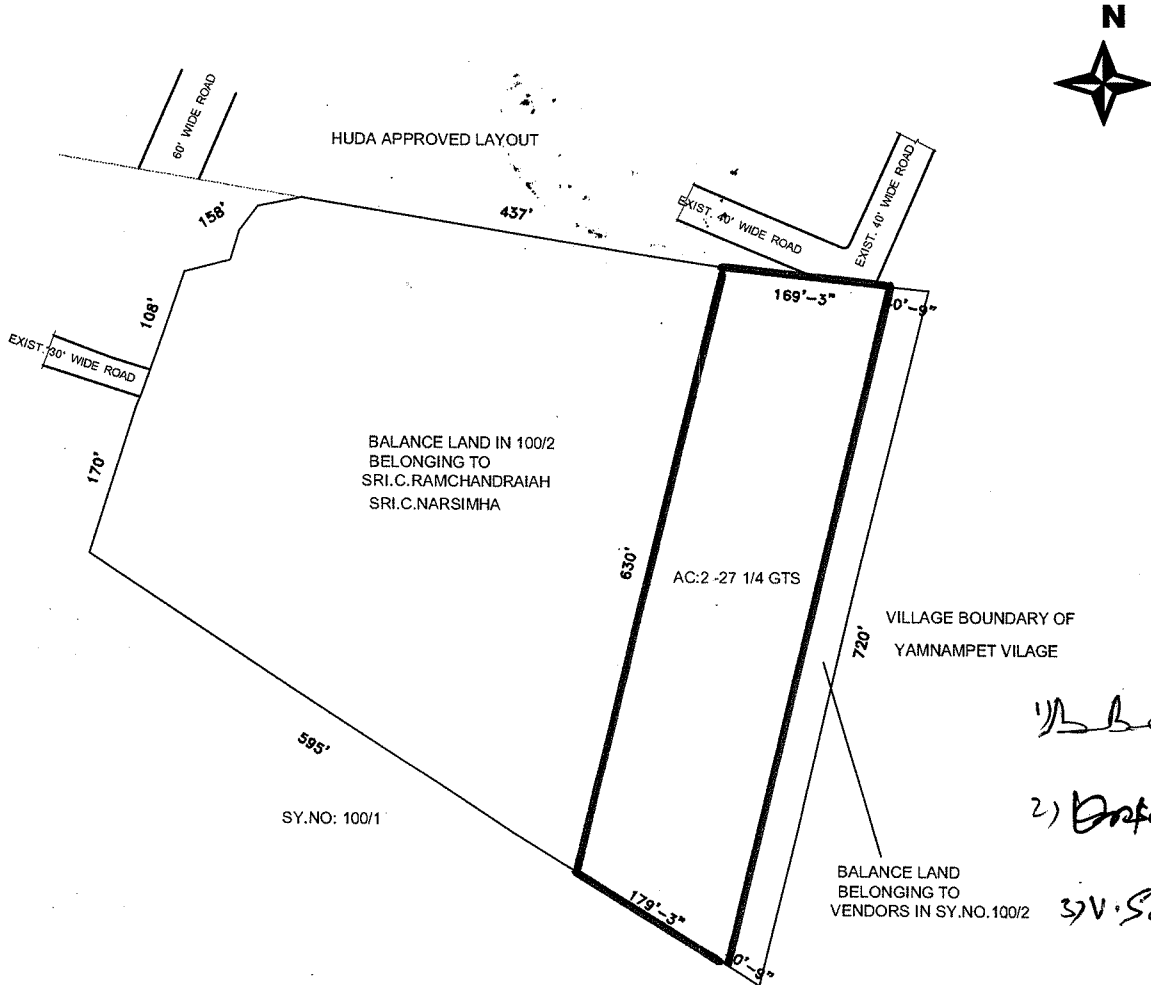 N
60' WIDE ROAD
HUDA APPROVED LAYOUT
158'
437'
EXIST. 40' WIDE ROAD
EXIST. 40' WIDE ROAD
169'-3"
0'-9"
108'
EXIST. 30' WIDE ROAD
BALANCE LAND IN 100/2
BELONGING TO
SRI.C.RAMCHANDRAIAH
SRI.C.NARSIMHA
170'
630'
AC:2 -27 1/4 GTS
720'
VILLAGE BOUNDARY OF
YAMNAMPET VILAGE
595'
SY.NO: 100/1
1)
2)
BALANCE LAND
BELONGING TO
VENDORS IN SY.NO.100/2
3) V.S
179'-3"
0'-9"